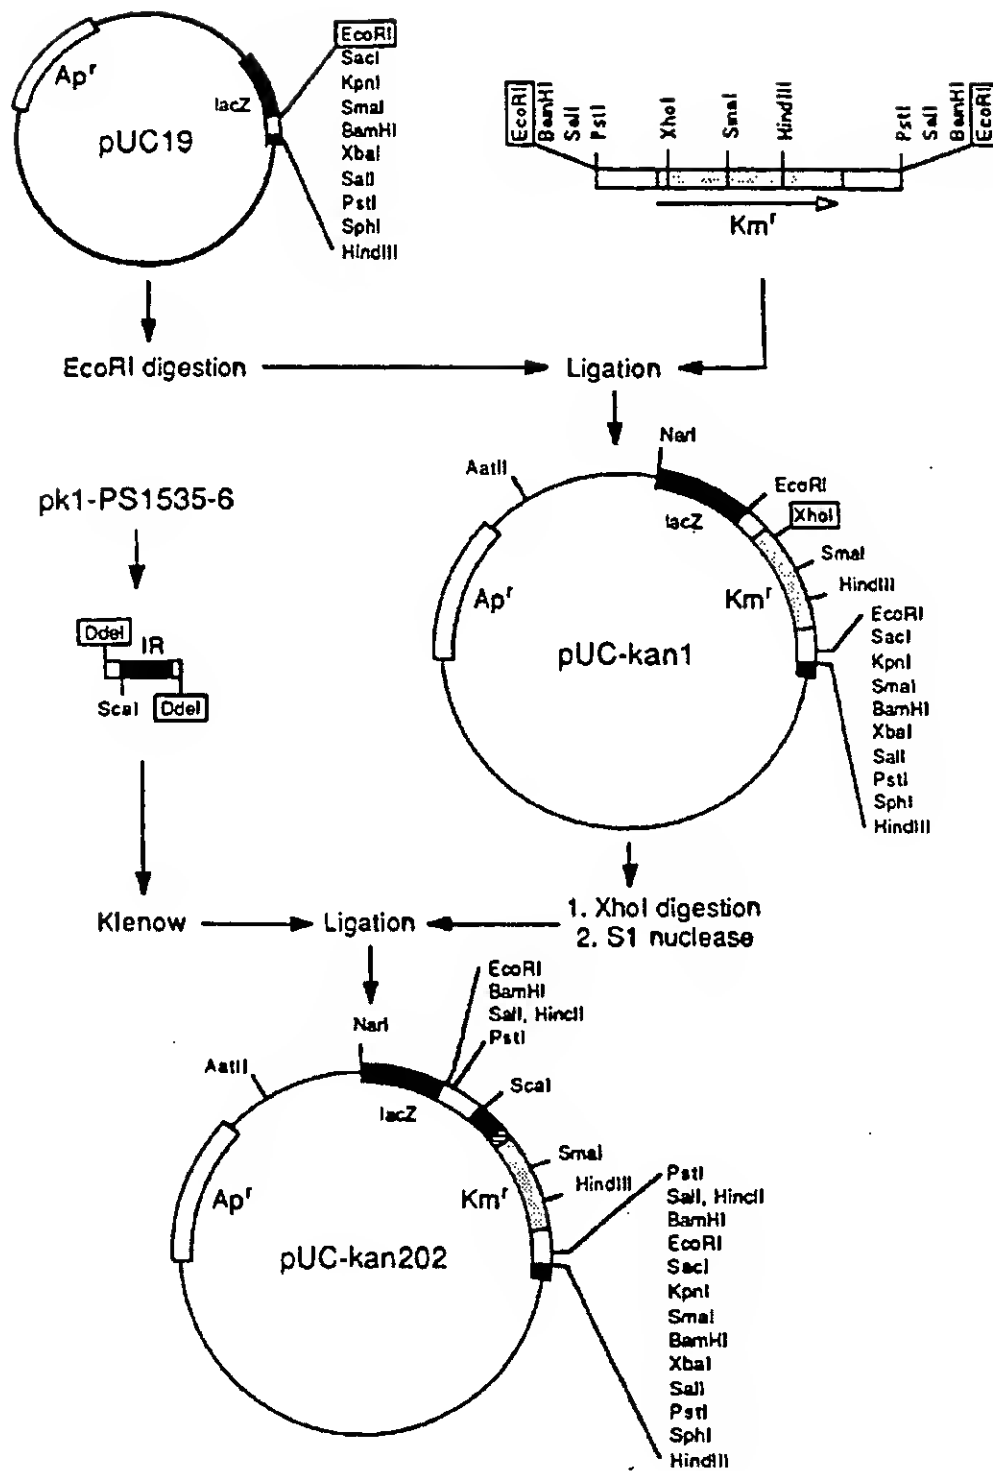 Apʳ
lacZ
pUC19
EcoRI
SacI
KpnI
SmaI
BamHI
XbaI
SalI
PstI
SphI
HindIII
EcoRI
BamHI
SalI
PstI
XhoI
SmaI
HindIII
PstI
SalI
BamHI
EcoRI
Kmʳ
EcoRI digestion
Ligation
pk1-PS1535-6
DdeI
IR
ScaI
DdeI
AatII
NarI
lacZ
EcoRI
XhoI
SmaI
HindIII
Apʳ
Kmʳ
pUC-kan1
EcoRI
SacI
KpnI
SmaI
BamHI
XbaI
SalI
PstI
SphI
HindIII
Klenow
Ligation
1. XhoI digestion
2. S1 nuclease
AatII
NarI
EcoRI
BamHI
SalI, HincII
PstI
lacZ
ScaI
SmaI
HindIII
Apʳ
Kmʳ
pUC-kan202
PstI
SalI, HincII
BamHI
EcoRI
SacI
KpnI
SmaI
BamHI
XbaI
SalI
PstI
SphI
HindIII